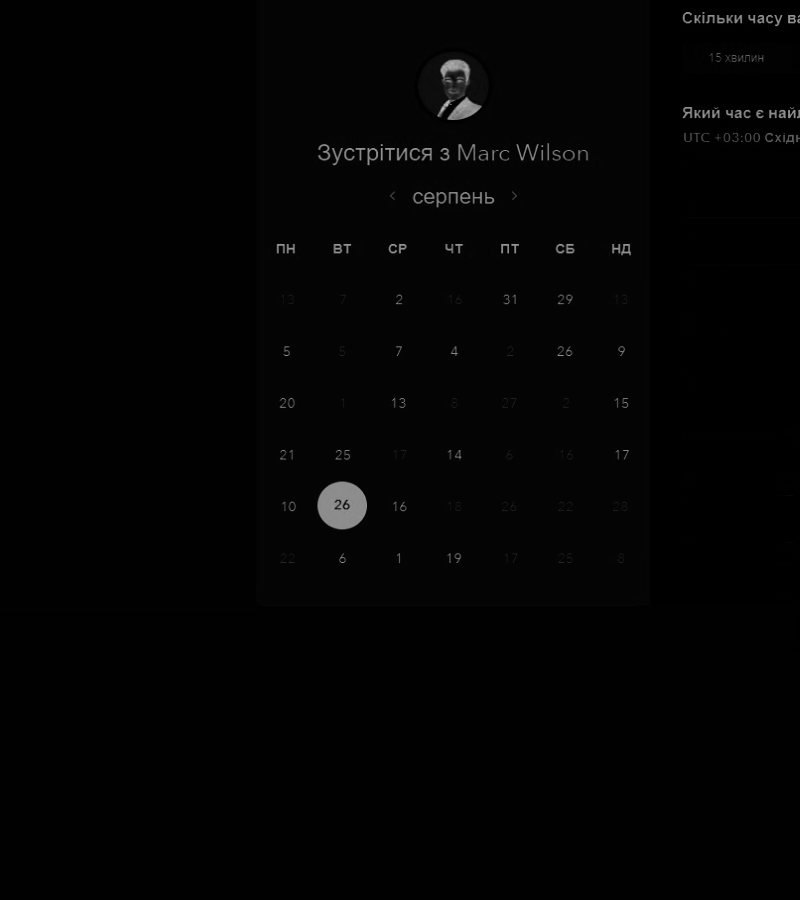 Зустрітися з Marc Wilson
серпень
ПН ВТ СР ЧТ ПТ СБ НД
13 7 2 16 31 29 13
5 5 7 4 2 26 9
20 1 13 8 27 2 15
21 25 17 14 6 16 17
10 26 16 18 26 22 28
22 6 1 19 17 25 8
Скільки часу ва
15 хвилин
Який час є най
UTC +03:00 Східн